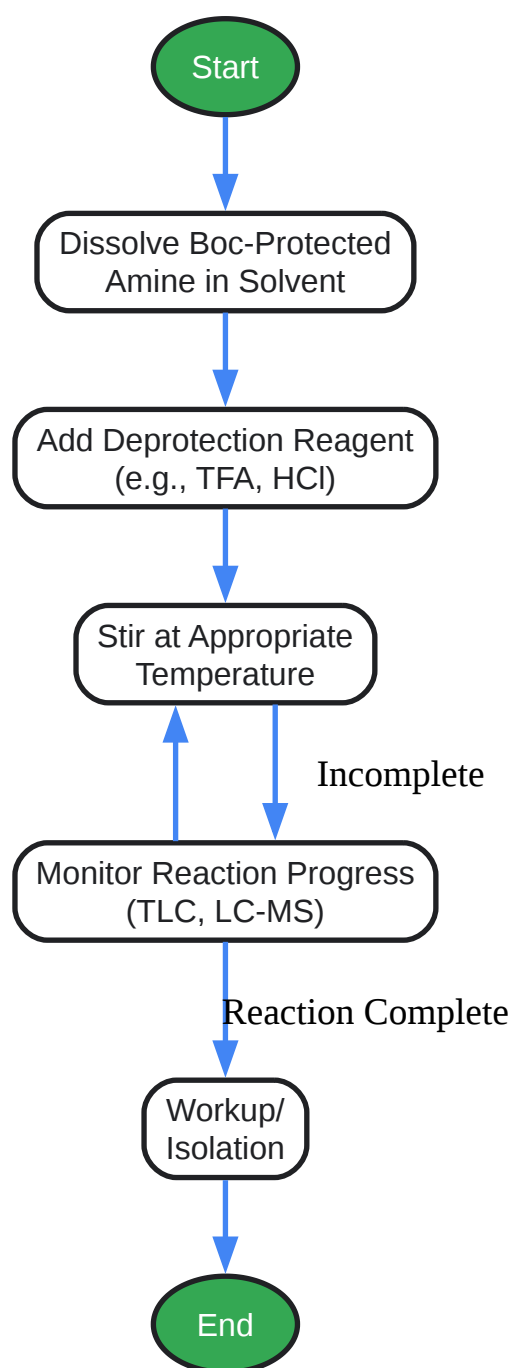 Start
Dissolve Boc-Protected
Amine in Solvent
Add Deprotection Reagent
(e.g., TFA, HCl)
Stir at Appropriate
Temperature
Incomplete
Monitor Reaction Progress
(TLC, LC-MS)
Reaction Complete
Workup/
Isolation
End